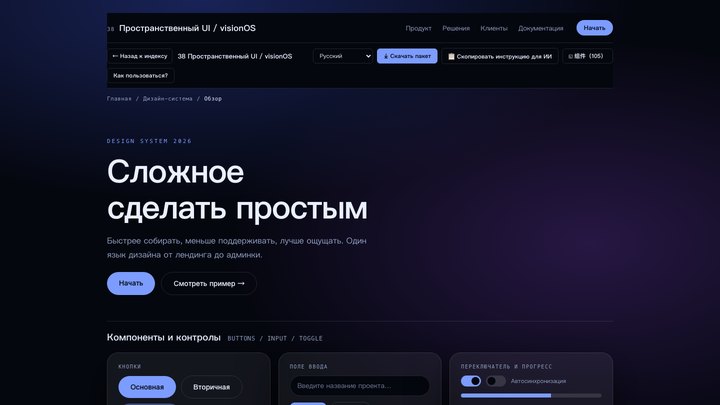 за Пространственный UI / visionOS Продукт Решения Клиенты Документация Начать
← Назад к индексу 38 Пространственный UI / visionOS Русский Скачать пакет 📋 Скопировать инструкцию для ИИ 组件 (105)
Как пользоваться?
Главная / Дизайн-система / Обзор
DESIGN SYSTEM 2026
Сложное
сделать простым
Быстрее собирать, меньше поддерживать, лучше ощущать. Один
язык дизайна от лендинга до админки.
Начать Смотреть пример →
Компоненты и контролы BUTTONS / INPUT / TOGGLE
КНОПКИ ПОЛЕ ВВОДА ПЕРЕКЛЮЧАТЕЛЬ И ПРОГРЕСС
Основная Вторичная Введите название проекта... Автосинхронизация